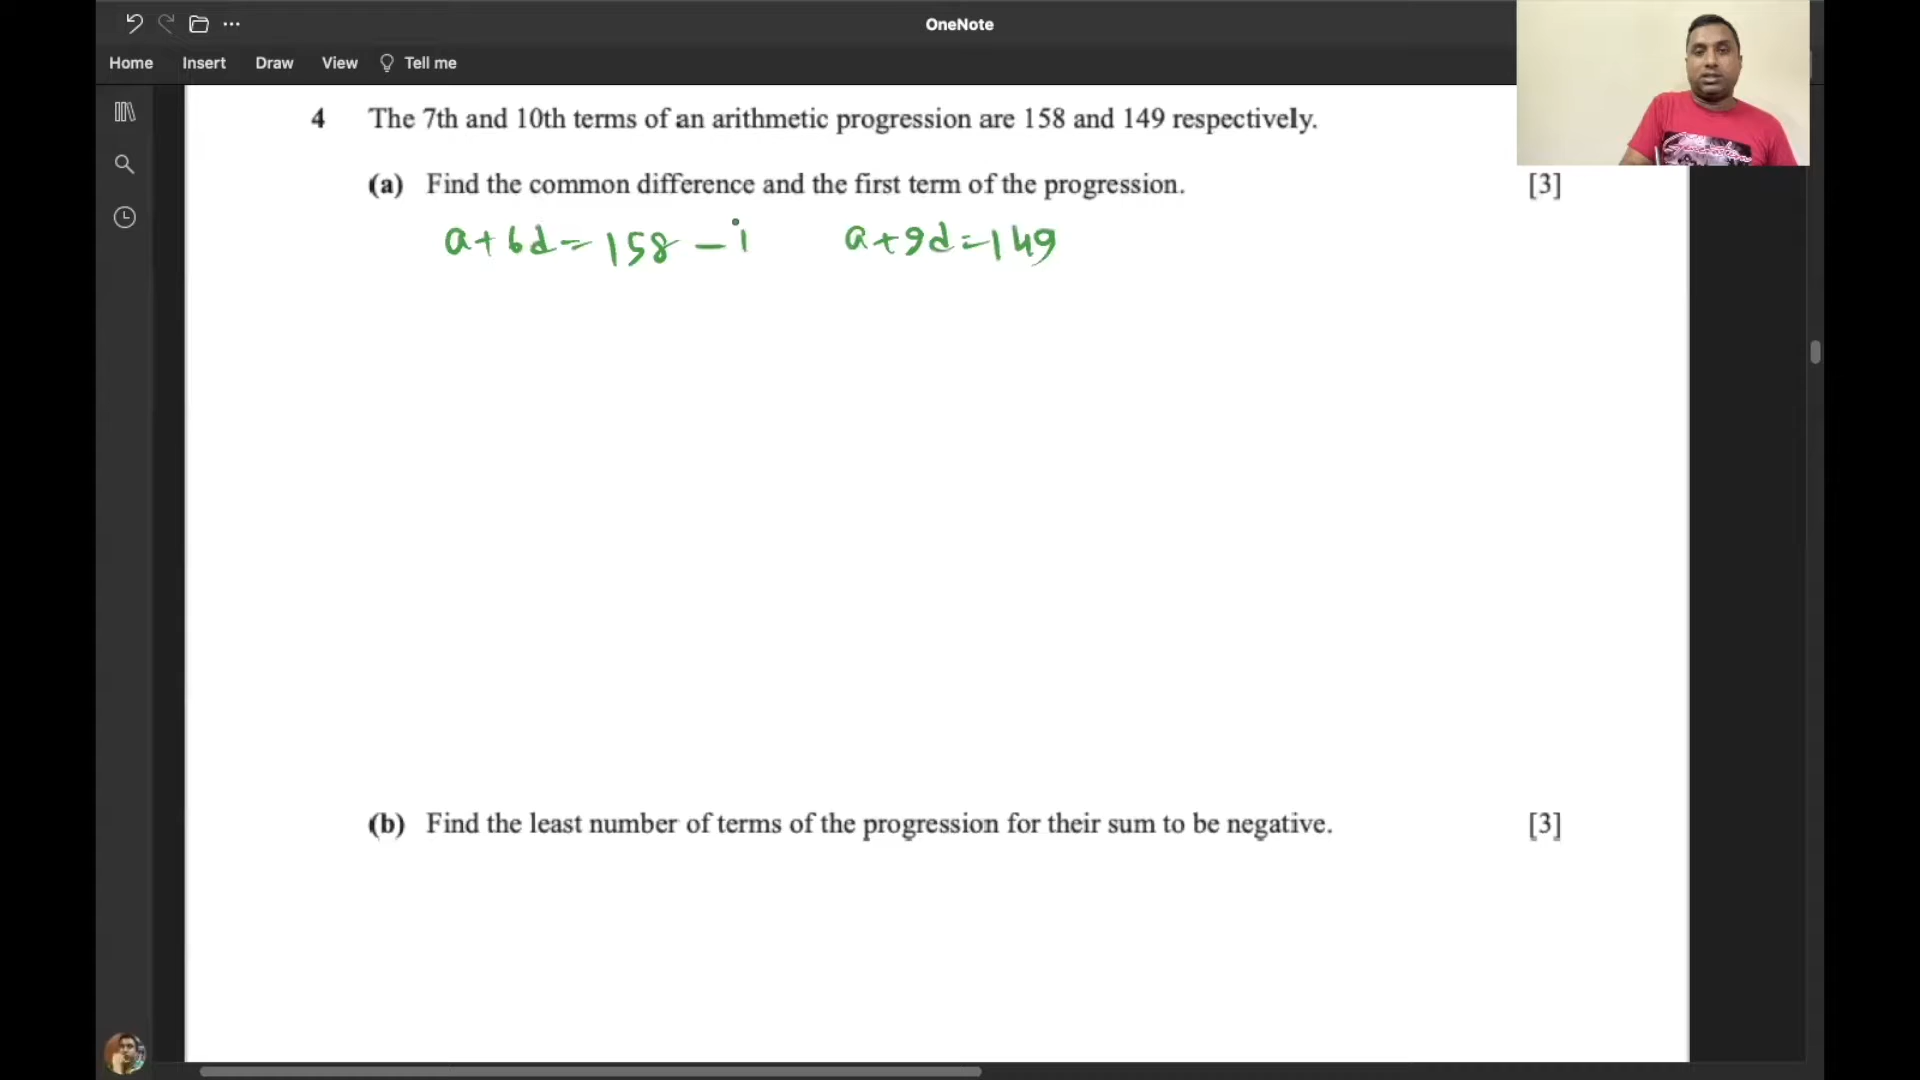 OneNote
Home Insert Draw View Tell me
4 The 7th and 10th terms of an arithmetic progression are 158 and 149 respectively.
(a) Find the common difference and the first term of the progression. [3]
a+6d=158 - i a+9d=149
(b) Find the least number of terms of the progression for their sum to be negative. [3]